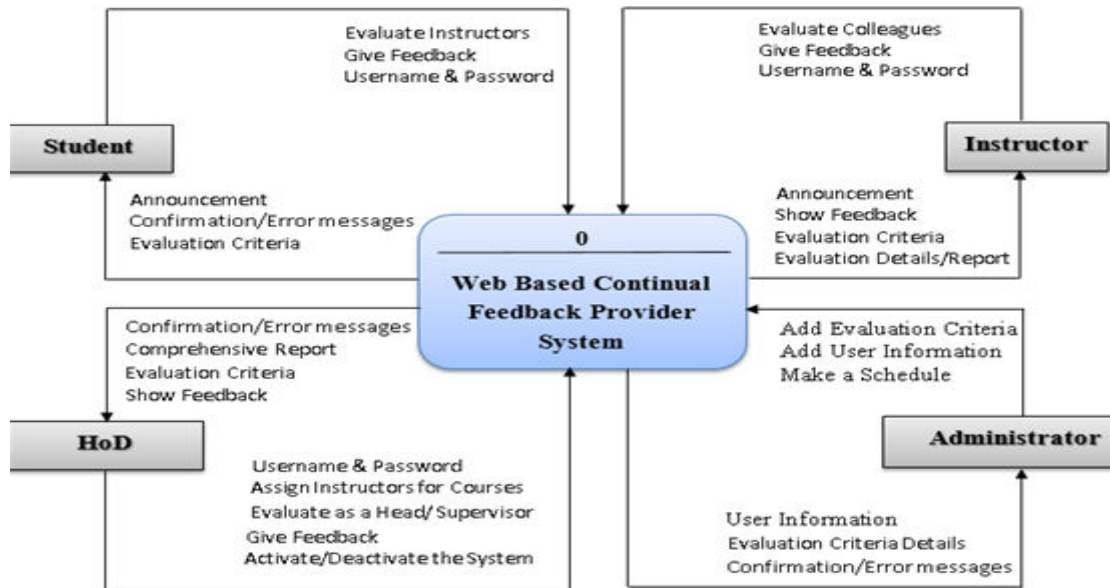 Evaluate Instructors
Give Feedback
Username & Password
Evaluate Colleagues
Give Feedback
Username & Password
Student
Instructor
Announcement
Confirmation/Error messages
Evaluation Criteria
Announcement
Show Feedback
Evaluation Criteria
Evaluation Details/Report
0
Web Based Continual
Feedback Provider
System
Confirmation/Error messages
Comprehensive Report
Evaluation Criteria
Show Feedback
Add Evaluation Criteria
Add User Information
Make a Schedule
HoD
Administrator
Username & Password
Assign Instructors for Courses
Evaluate as a Head/ Supervisor
Give Feedback
Activate/Deactivate the System
User Information
Evaluation Criteria Details
Confirmation/Error messages